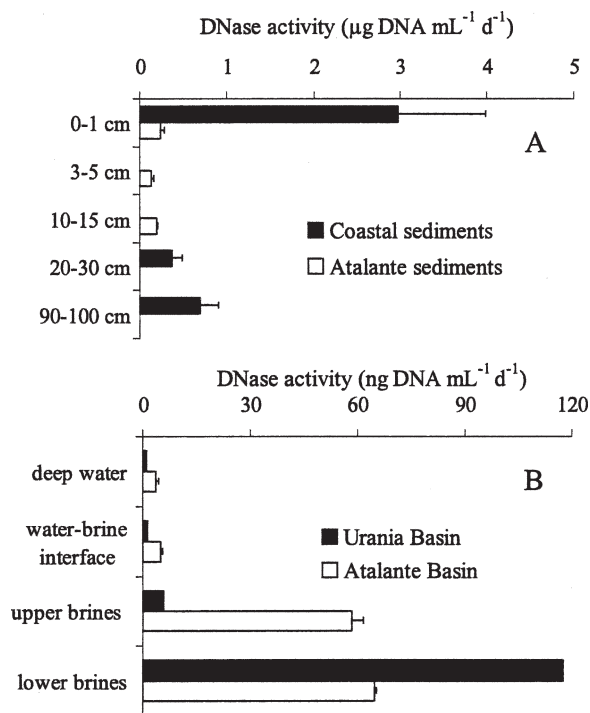 DNase activity (µg DNA mL⁻¹ d⁻¹)
0 1 2 3 4 5
0-1 cm
A
3-5 cm
10-15 cm
Coastal sediments
20-30 cm
Atalante sediments
90-100 cm
DNase activity (ng DNA mL⁻¹ d⁻¹)
0 30 60 90 120
deep water
B
water-brine
interface
Urania Basin
Atalante Basin
upper brines
lower brines